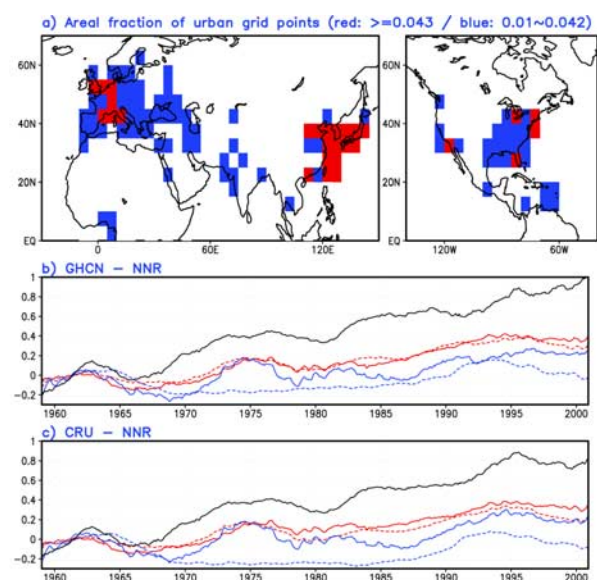 a) Areal fraction of urban grid points (red: >=0.043 / blue: 0.01~0.042)
60N 60N
40N 40N
20N 20N
EQ EQ
0 60E 120E 120W 60W
b) GHCN – NNR
1
0.8
0.6
0.4
0.2
0
−0.2
1960 1965 1970 1975 1980 1985 1990 1995 2000
c) CRU – NNR
1
0.8
0.6
0.4
0.2
0
−0.2
1960 1965 1970 1975 1980 1985 1990 1995 2000